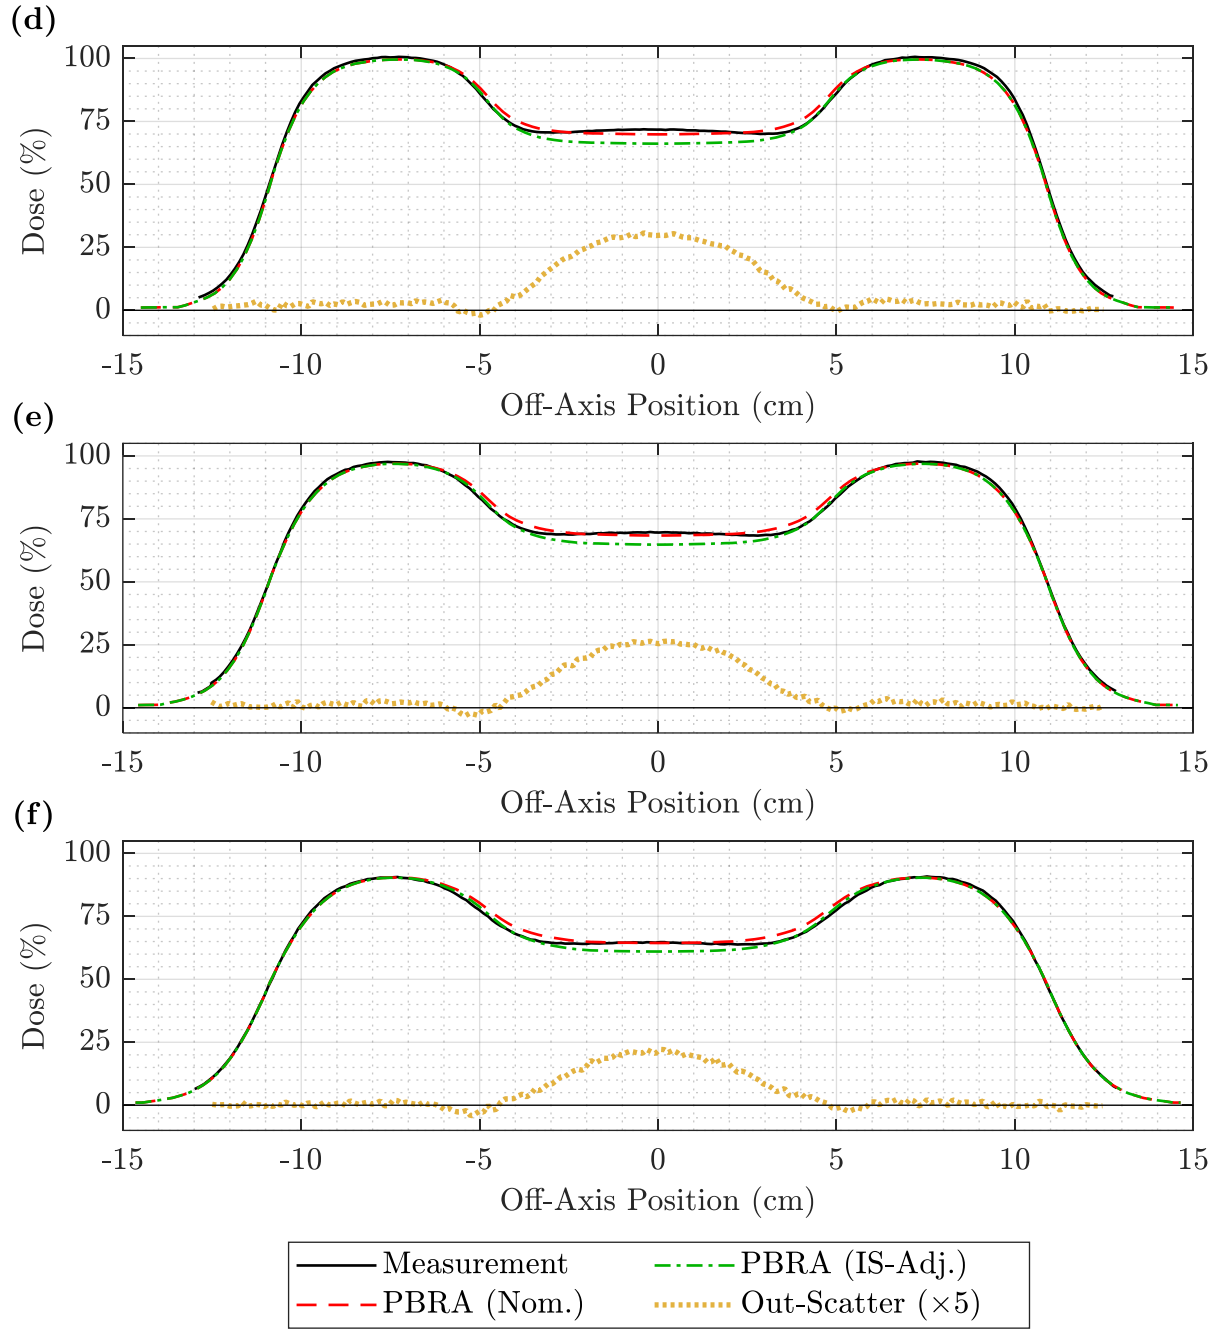 (d)
100
75
50
25
0
Dose (%)
-15 -10 -5 0 5 10 15
Off-Axis Position (cm)
(e)
100
75
50
25
0
Dose (%)
-15 -10 -5 0 5 10 15
Off-Axis Position (cm)
(f)
100
75
50
25
0
Dose (%)
-15 -10 -5 0 5 10 15
Off-Axis Position (cm)
Measurement PBRA (IS-Adj.)
PBRA (Nom.) Out-Scatter (×5)